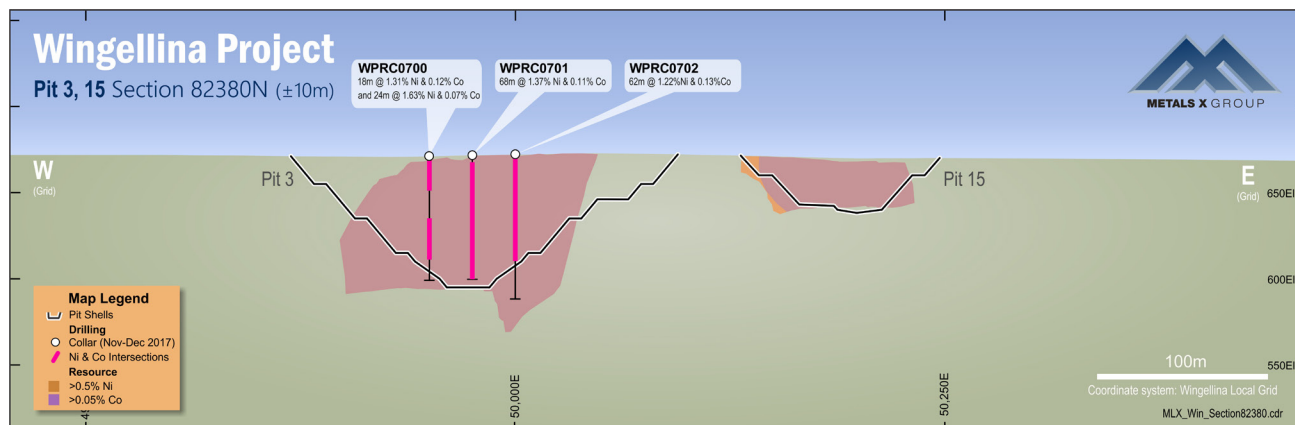 Wingellina Project
Pit 3, 15 Section 82380N (±10m)
WPRC0700
18m @ 1.31% Ni & 0.12% Co
and 24m @ 1.63% Ni & 0.07% Co
WPRC0701
68m @ 1.37% Ni & 0.11% Co
WPRC0702
62m @ 1.22%Ni & 0.13%Co
METALS X GROUP
W
(Grid)
Pit 3
Pit 15
E
(Grid)
650El
600El
550El
Map Legend
Pit Shells
Drilling
Collar (Nov-Dec 2017)
Ni & Co Intersections
Resource
>0.5% Ni
>0.05% Co
50,000E
50,250E
100m
Coordinate system: Wingellina Local Grid
MLX_Win_Section82380.cdr